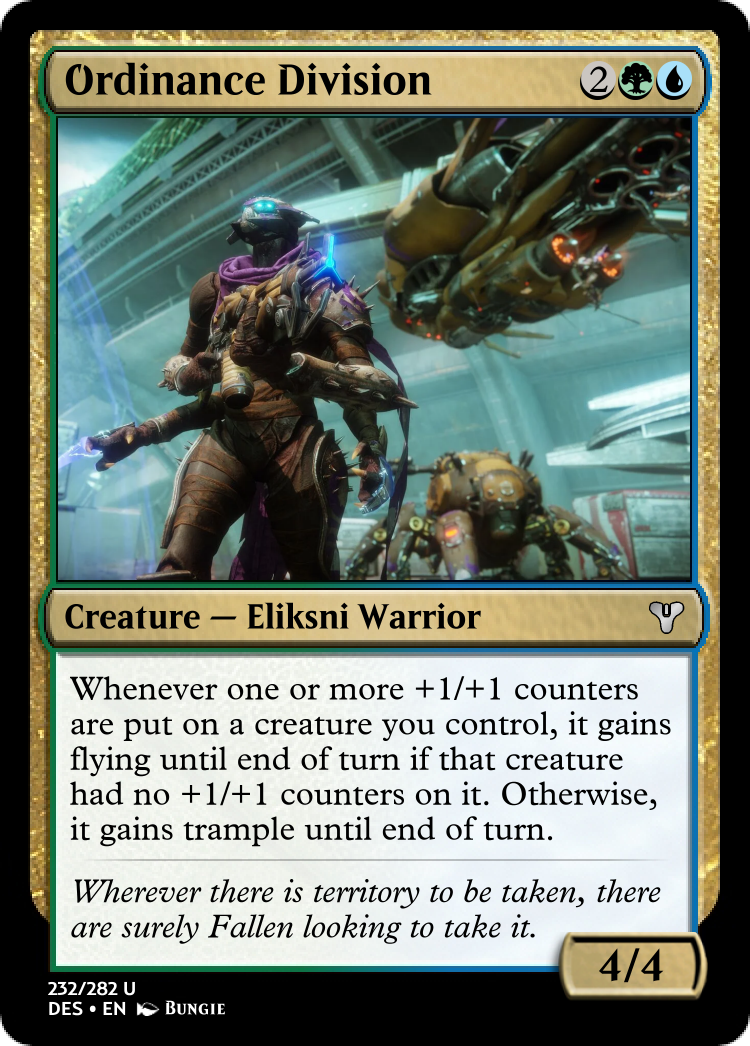 Ordinance Division
2
Creature — Eliksni Warrior
Whenever one or more +1/+1 counters
are put on a creature you control, it gains
flying until end of turn if that creature
had no +1/+1 counters on it. Otherwise,
it gains trample until end of turn.
Wherever there is territory to be taken, there
are surely Fallen looking to take it.
4/4
232/282 U
DES • EN Bungie